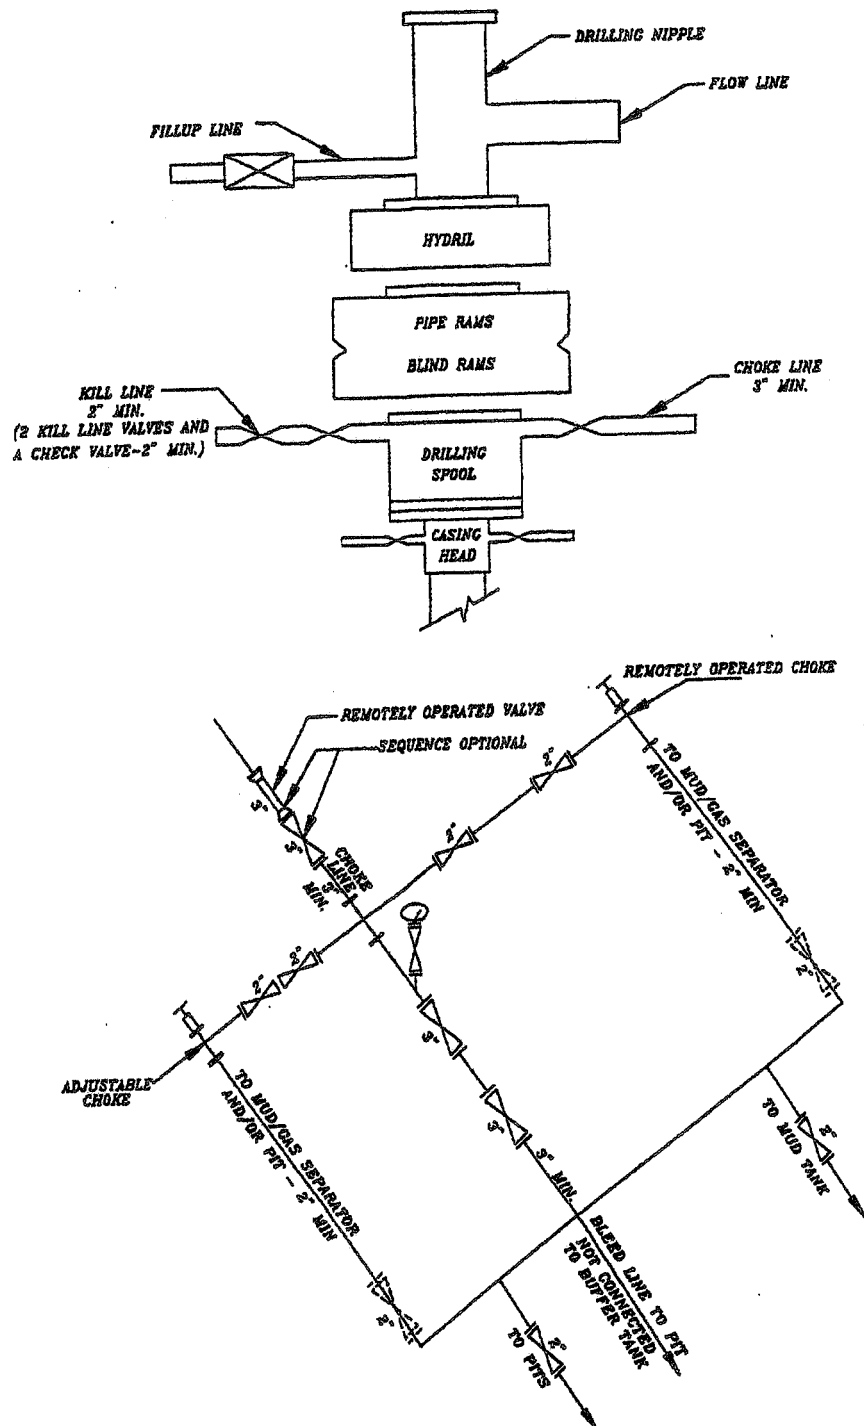 DRILLING NIPPLE
FLOW LINE
FILLUP LINE
HYDRIL
PIPE RAMS
BLIND RAMS
CHOKE LINE
3" MIN.
KILL LINE
2" MIN.
(2 KILL LINE VALVES AND
A CHECK VALVE-2" MIN.)
DRILLING
SPOOL
CASING
HEAD
REMOTELY OPERATED CHOKE
REMOTELY OPERATED VALVE
SEQUENCE OPTIONAL
3"
3"
CHOKE
LINE
3"
MIN.
2"
2"
TO MUD/GAS SEPARATOR
AND/OR PIT - 2" MIN
2"
2"
2"
ADJUSTABLE
CHOKE
TO MUD/GAS SEPARATOR
AND/OR PIT - 2" MIN
2"
3"
3"
3" MIN.
BLEED LINE TO PIT
NOT CONNECTED
TO BUFFER TANK
2"
TO MUD TANK
2"
TO PITS